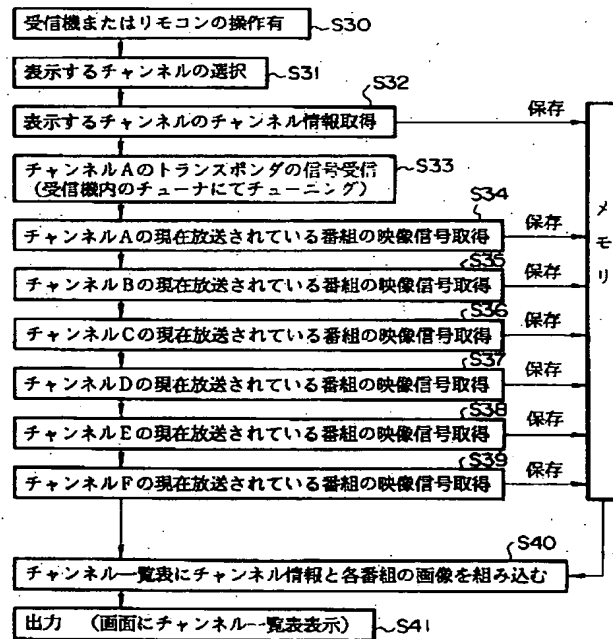 受信機またはリモコンの操作有
S30
表示するチャンネルの選択
S31
S32
表示するチャンネルのチャンネル情報取得
保存
チャンネルAのトランスポンダの信号受信
(受信機内のチューナにてチューニング)
S33
S34
チャンネルAの現在放送されている番組の映像信号取得
保存
S35
チャンネルBの現在放送されている番組の映像信号取得
保存
S36
チャンネルCの現在放送されている番組の映像信号取得
保存
S37
チャンネルDの現在放送されている番組の映像信号取得
保存
S38
チャンネルEの現在放送されている番組の映像信号取得
保存
S39
チャンネルFの現在放送されている番組の映像信号取得
保存
メモリ
S40
チャンネル一覧表にチャンネル情報と各番組の画像を組み込む
出力 (画面にチャンネル一覧表表示)
S41